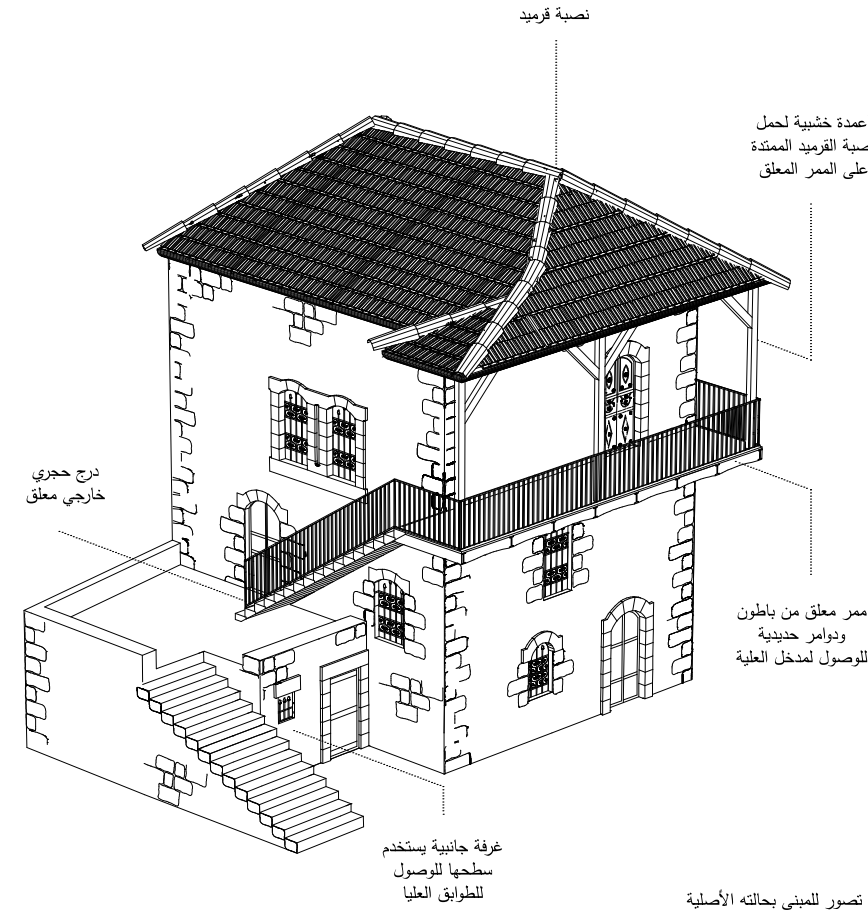 نصبة قرميد
عمدة خشبية لحمل
صبة القرميد الممتدة
على الممر المعلق
درج حجري
خارجي معلق
ممر معلق من باطون
ودوامر حديدية
للوصول لمدخل العلية
غرفة جانبية يستخدم
سطحها للوصول
للطوابق العليا
تصور للمبنى بحالته الأصلية